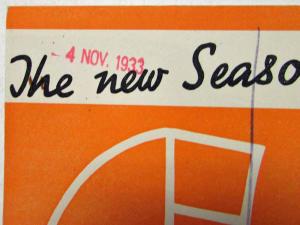 4 NOV. 1933
The new Seaso